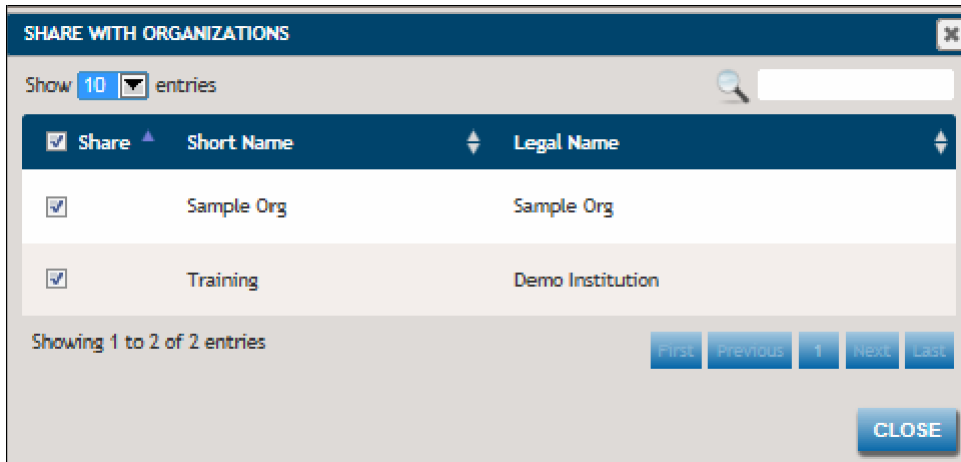 SHARE WITH ORGANIZATIONS
Show 10 entries
Share Short Name Legal Name
Sample Org Sample Org
Training Demo Institution
Showing 1 to 2 of 2 entries
First Previous 1 Next Last
CLOSE